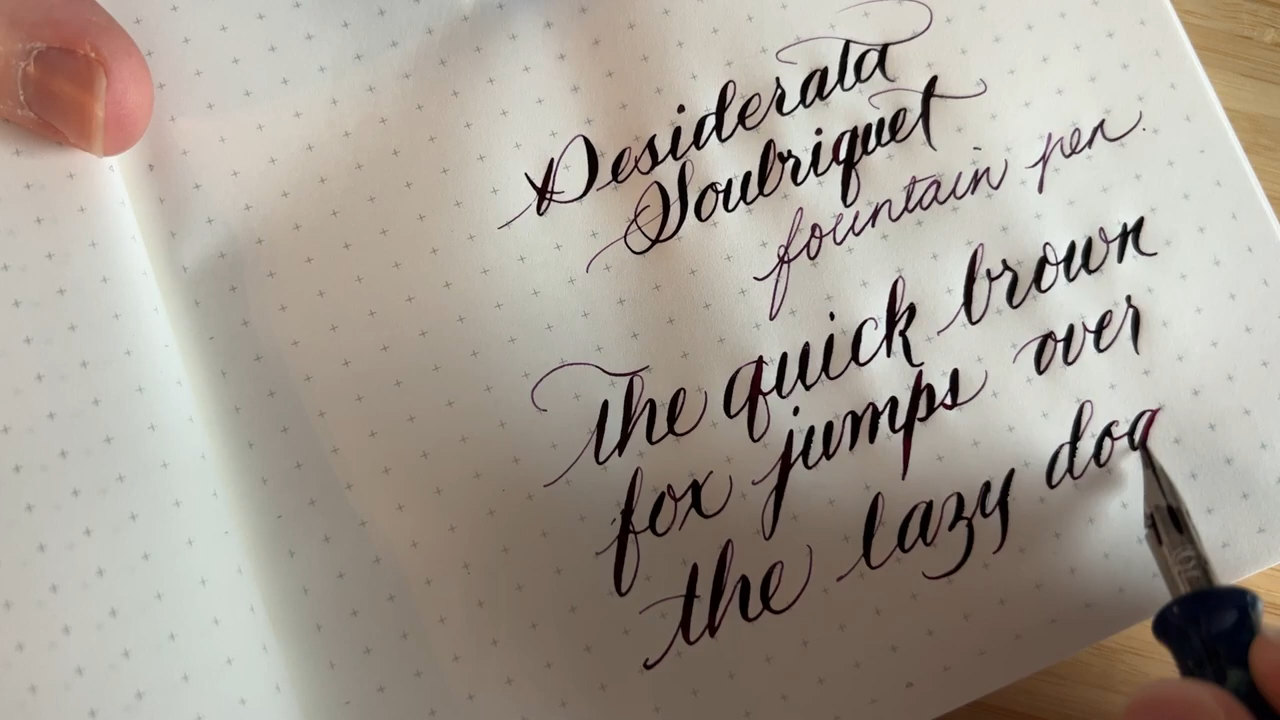 Desiderata
Soubriquet
fountain pen.
The quick brown
fox jumps over
the lazy dog